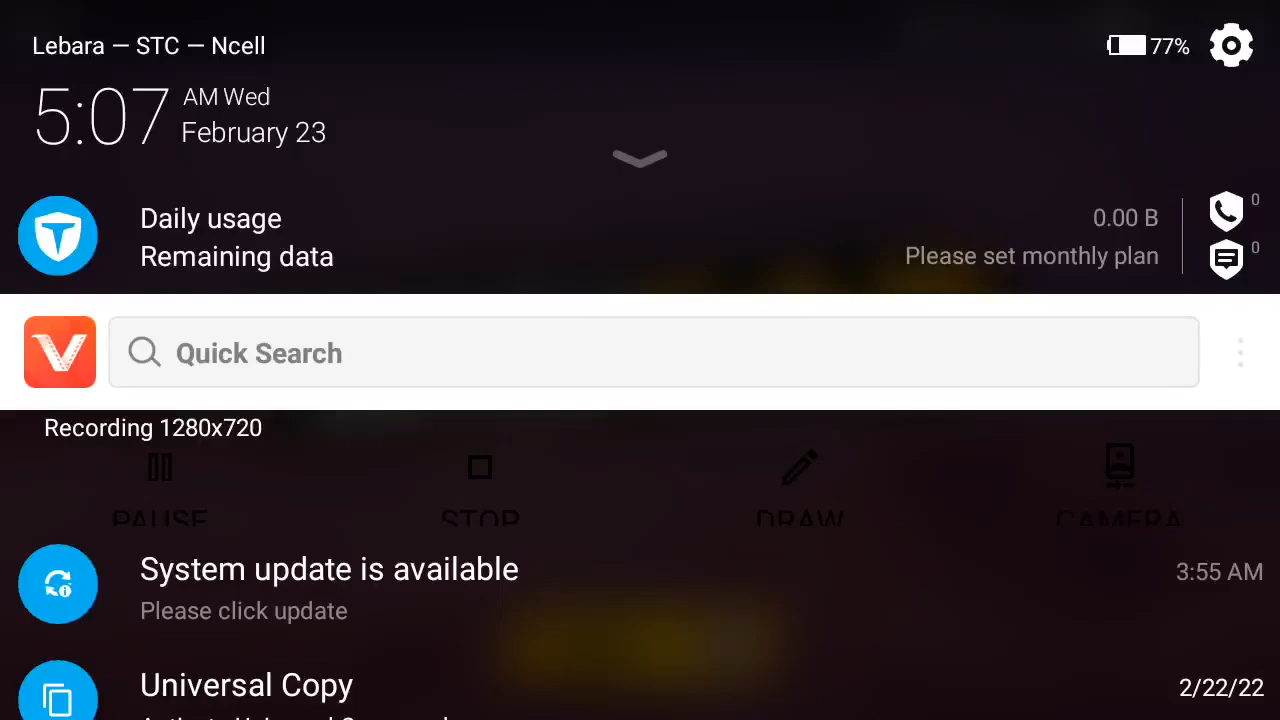 Lebara — STC — Ncell
77%
5:07
AM Wed
February 23
Daily usage
0.00 B
0
Remaining data
Please set monthly plan
0
Quick Search
Recording 1280x720
PAUSE
STOP
DRAW
CAMERA
System update is available
3:55 AM
Please click update
Universal Copy
2/22/22